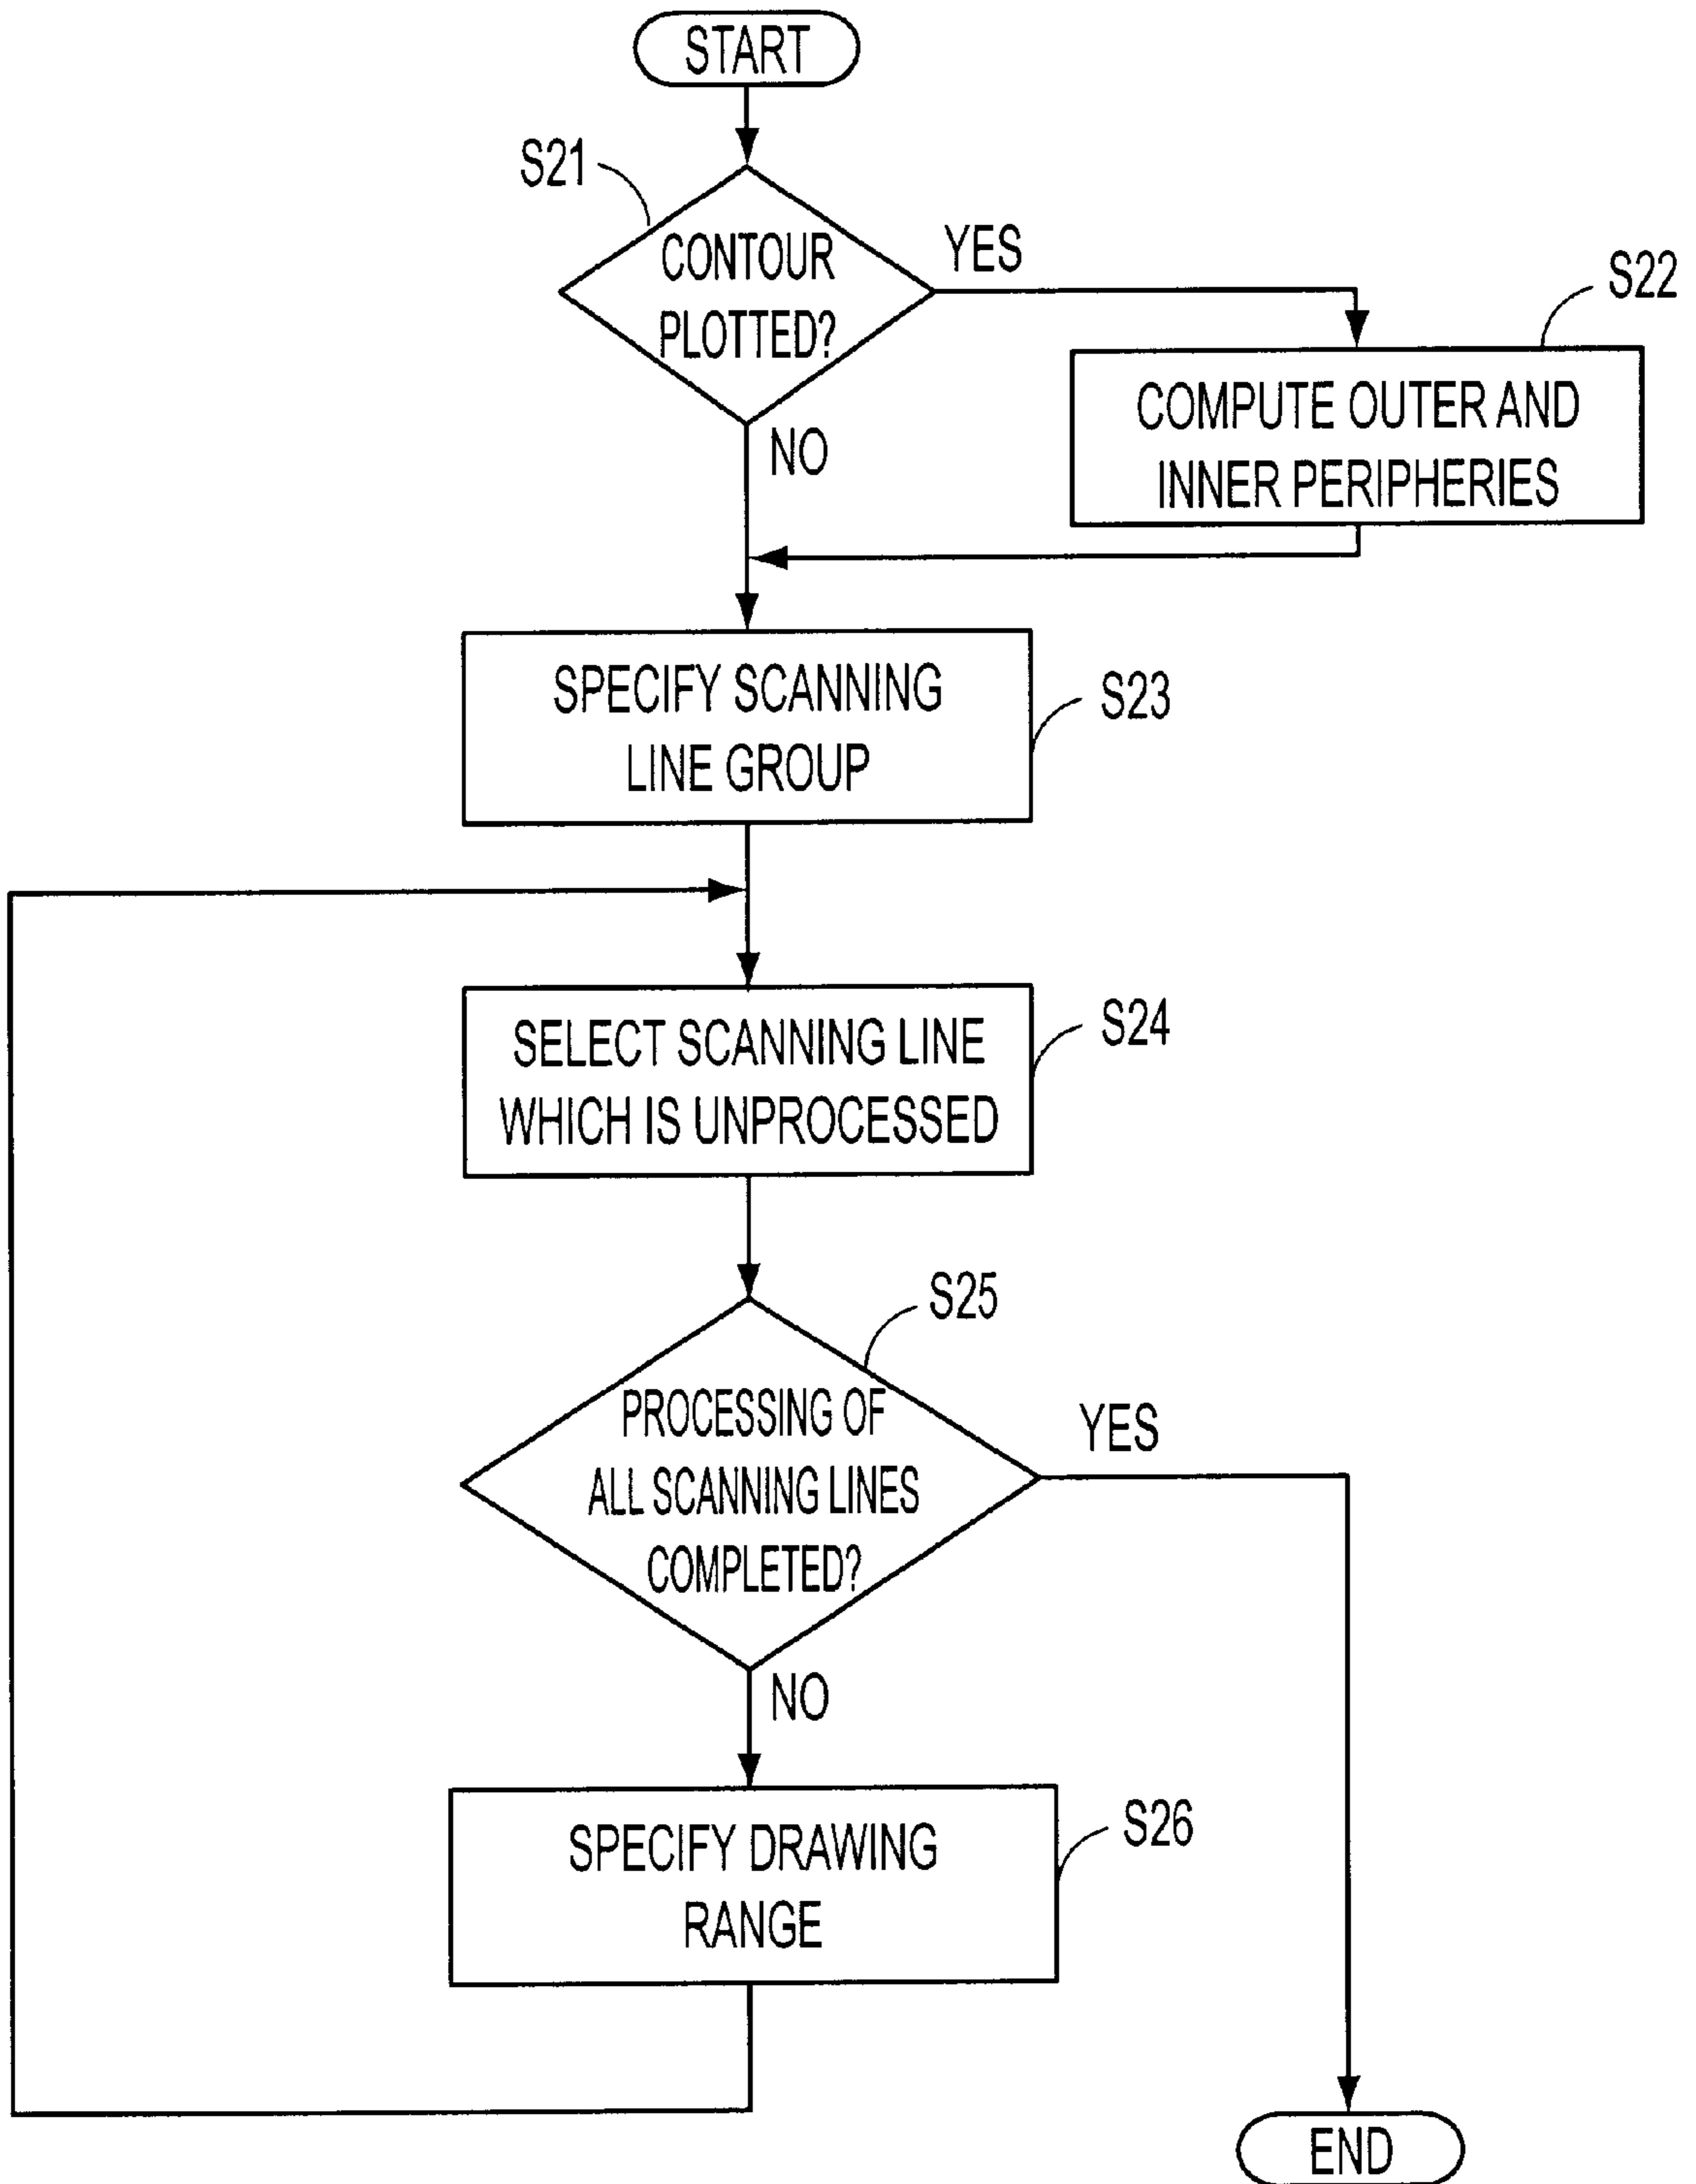 START
S21
CONTOUR
PLOTTED?
YES
NO
S22
COMPUTE OUTER AND
INNER PERIPHERIES
SPECIFY SCANNING
LINE GROUP
S23
SELECT SCANNING LINE
WHICH IS UNPROCESSED
S24
S25
PROCESSING OF
ALL SCANNING LINES
COMPLETED?
YES
NO
SPECIFY DRAWING
RANGE
S26
END